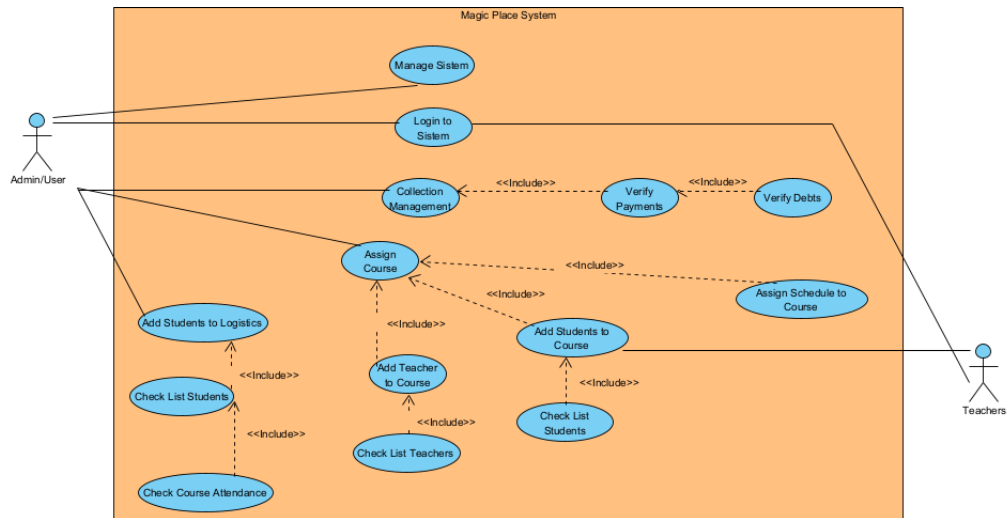 Magic Place System
Manage Sistem
Login to
Sistem
Admin/User
Collection
Management
<<Include>>
Verify
Payments
<<Include>>
Verify Debts
Assign
Course
<<Include>>
Assign Schedule to
Course
<<Include>>
Add Students to Logistics
<<Include>>
Add Students to
Course
Add Teacher
to Course
<<Include>>
Check List Students
<<Include>>
Check List
Students
Teachers
<<Include>>
Check List Teachers
Check Course Attendance